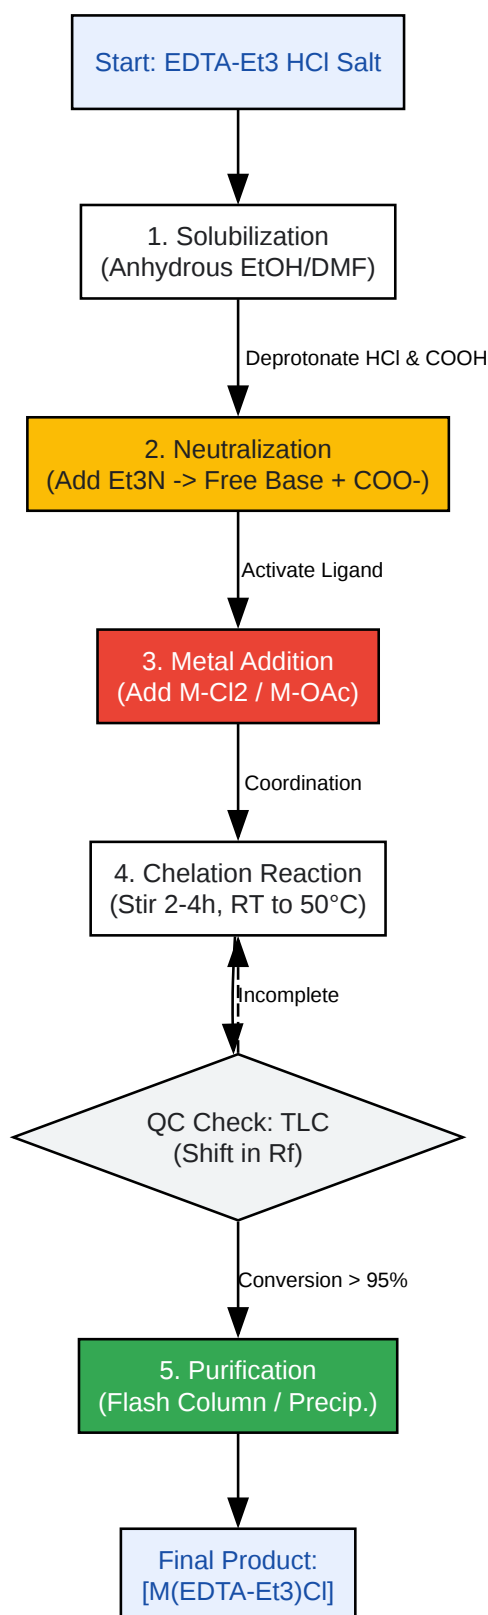 Start: EDTA-Et3 HCl Salt
1. Solubilization
(Anhydrous EtOH/DMF)
Deprotonate HCl & COOH
2. Neutralization
(Add Et3N -> Free Base + COO-)
Activate Ligand
3. Metal Addition
(Add M-Cl2 / M-OAc)
Coordination
4. Chelation Reaction
(Stir 2-4h, RT to 50°C)
Incomplete
QC Check: TLC
(Shift in Rf)
Conversion > 95%
5. Purification
(Flash Column / Precip.)
Final Product:
[M(EDTA-Et3)Cl]